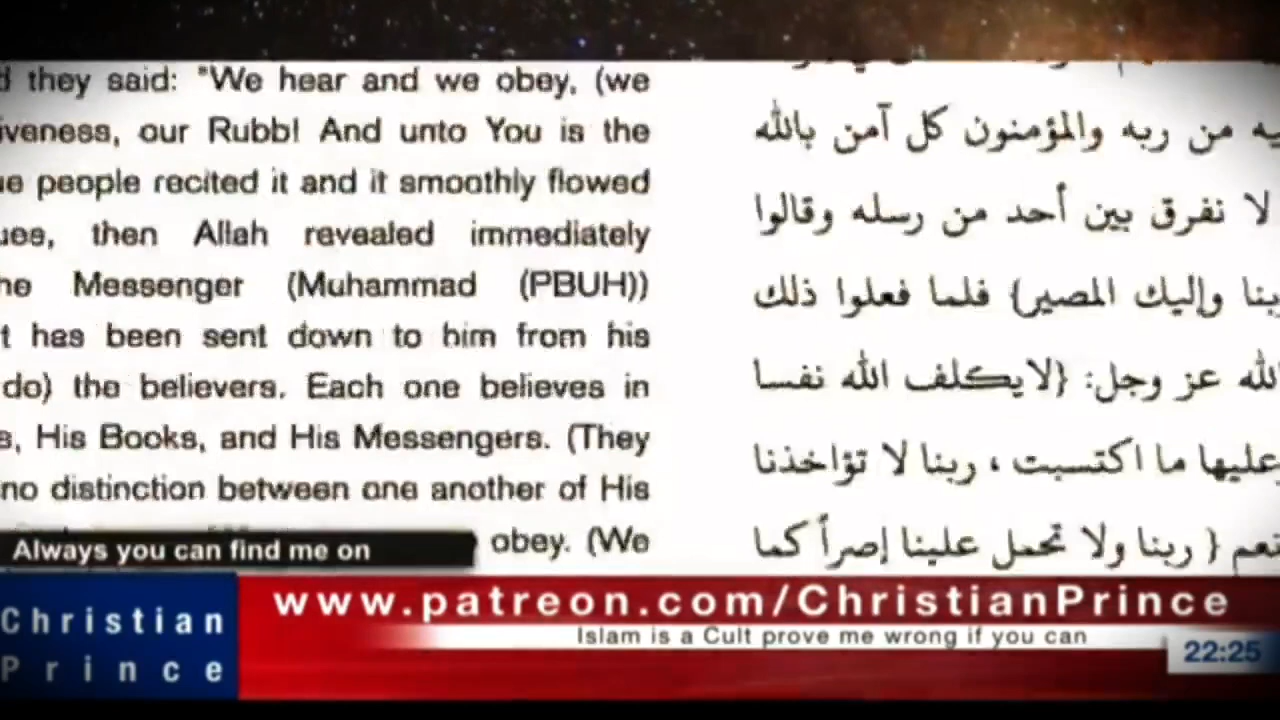 they said: "We hear and we obey, (we
iveness, our Rubb! And unto You is the
people recited it and it smoothly flowed
ues, then Allah revealed immediately
he Messenger (Muhammad (PBUH))
t has been sent down to him from his
do) the believers. Each one believes in
s, His Books, and His Messengers. (They
no distinction between one another of His
obey. (We
يه من ربه والمؤمنون كل آمن بالله
لا نفرق بين أحد من رسله وقالوا
ربنا وإليك المصير} فلما فعلوا ذلك
الله عز وجل: {لايكلف الله نفسا
عليها ما اكتسبت ، ربنا لا تؤاخذنا
نعم { ربنا ولا تحمل علينا إصراً كما
Always you can find me on
Christian
Prince
www.patreon.com/ChristianPrince
Islam is a Cult prove me wrong if you can
22:25